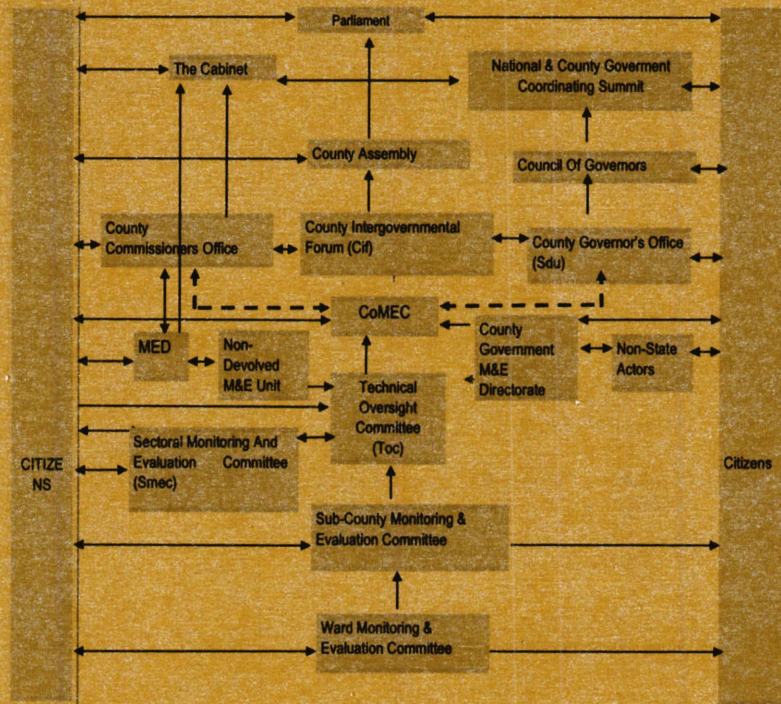 Parliament
The Cabinet
National & County Goverment
Coordinating Summit
County Assembly
Council Of Governors
County
Commissioners Office
County Intergovernmental
Forum (Cif)
County Governor's Office
(Sdu)
CoMEC
MED
Non-
Devolved
M&E Unit
County
Government
M&E
Directorate
Non-State
Actors
Technical
Oversight
Committee
(Toc)
Sectoral Monitoring And
Evaluation Committee
(Smec)
CITIZE
NS
Citizens
Sub-County Monitoring &
Evaluation Committee
Ward Monitoring &
Evaluation Committee